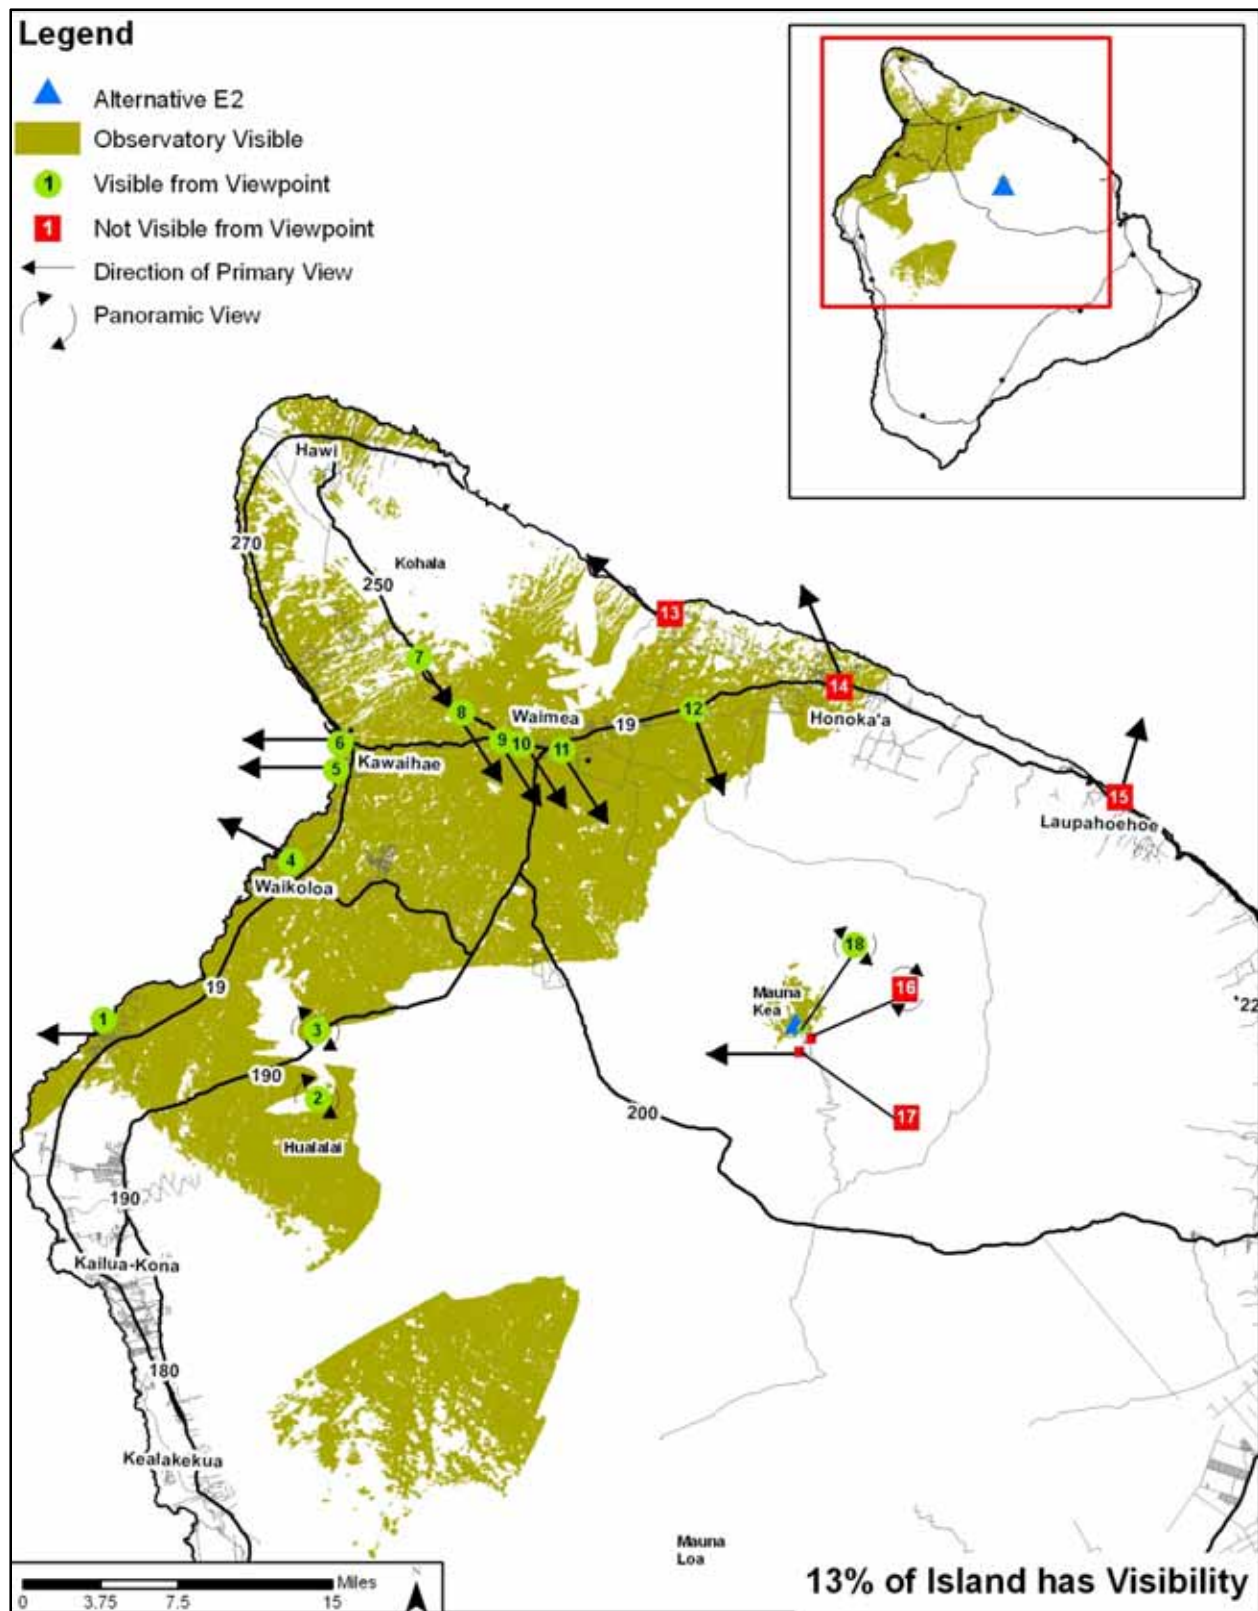 Legend
Alternative E2
Observatory Visible
1 Visible from Viewpoint
1 Not Visible from Viewpoint
Direction of Primary View
Panoramic View
Hawi
270
Kohala
250
13
7
14
12
8
Waimea
19
Honoka'a
6
9
10
11
Kawaihae
5
15
Laupahoehoe
4
Waikoloa
18
19
Mauna
Kea
16
22
1
3
190
2
200
17
Hualalai
190
Kailua-Kona
180
Kealakekua
Mauna
Loa
N
Miles
0 3.75 7.5 15
13% of Island has Visibility